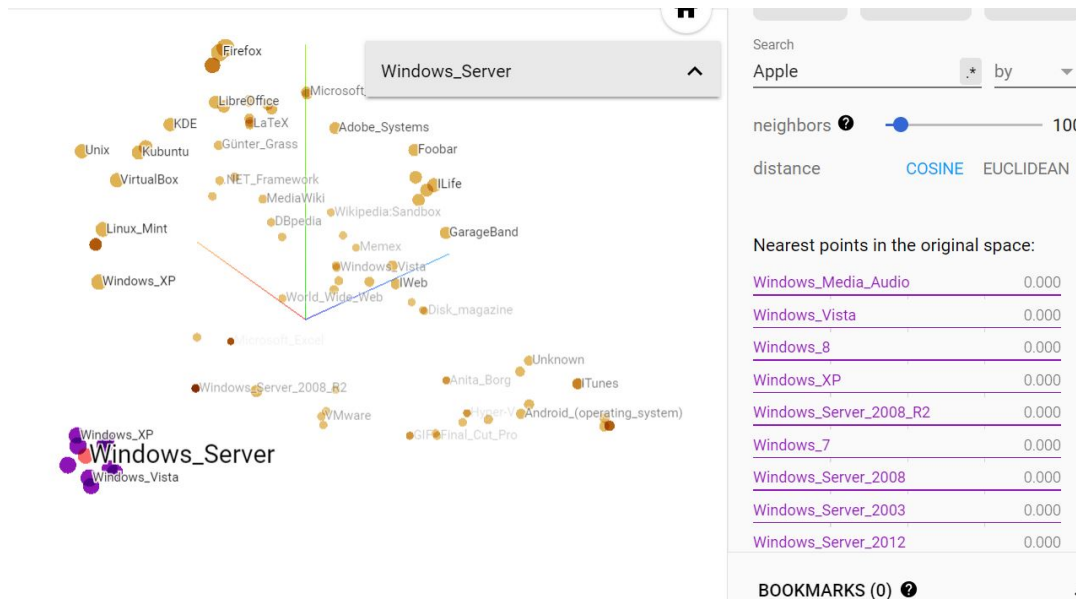 Firefox
Windows_Server
Microsoft_
LibreOffice
KDE
LaTeX
Adobe_Systems
Unix
Kubuntu
Günter_Grass
Foobar
VirtualBox
.NET_Framework
ILife
MediaWiki
Wikipedia:Sandbox
DBpedia
Linux_Mint
GarageBand
Memex
Windows_Vista
Windows_XP
IWeb
World_Wide_Web
Disk_magazine
Microsoft_Excel
Unknown
Windows_Server_2008_R2
Anita_Borg
ITunes
VMware
Hyper-V
Android_(operating_system)
GIF
Final_Cut_Pro
Windows_XP
Windows_Server
Windows_Vista
Search
Apple .* by
neighbors ? 100
distance COSINE EUCLIDEAN
Nearest points in the original space:
Windows_Media_Audio 0.000
Windows_Vista 0.000
Windows_8 0.000
Windows_XP 0.000
Windows_Server_2008_R2 0.000
Windows_7 0.000
Windows_Server_2008 0.000
Windows_Server_2003 0.000
Windows_Server_2012 0.000
BOOKMARKS (0) ?